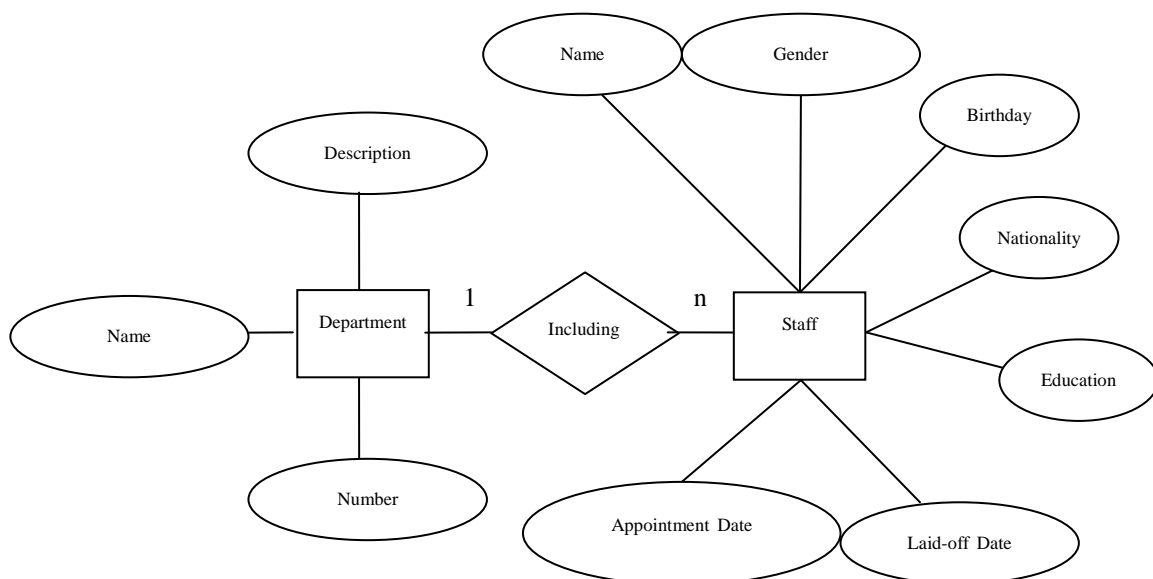 Name
Gender
Birthday
Description
Nationality
1
n
Department
Including
Staff
Name
Education
Number
Appointment Date
Laid-off Date